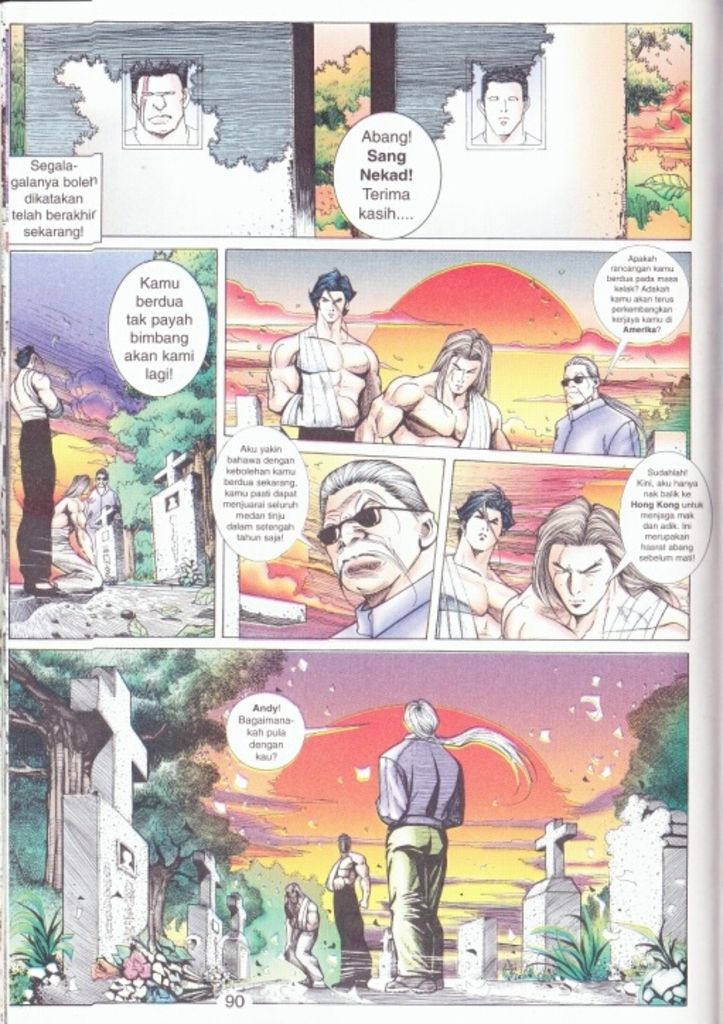 Segala-
galanya boleh
dikatakan
telah berakhir
sekarang!
Abang!
Sang
Nekad!
Terima
kasih....
Kamu
berdua
tak payah
bimbang
akan kami
lagi!
Apakah
rancangan kamu
berdua pada masa
kelak? Adakah
kamu akan terus
perkembangkan
kerjaya kamu di
Amerika?
Aku yakin
bahawa dengan
kebolehan kamu
berdua sekarang,
kamu pasti dapat
menjuarai seluruh
medan tinju
dalam setengah
tahun saja!
Sudahlah!
Kini, aku hanya
nak balik ke
Hong Kong untuk
menjaga mak
dan adik. Ini
merupakan
hasrat abang
sebelum mati!
Andy!
Bagaimana-
kah pula
dengan
kau?
90